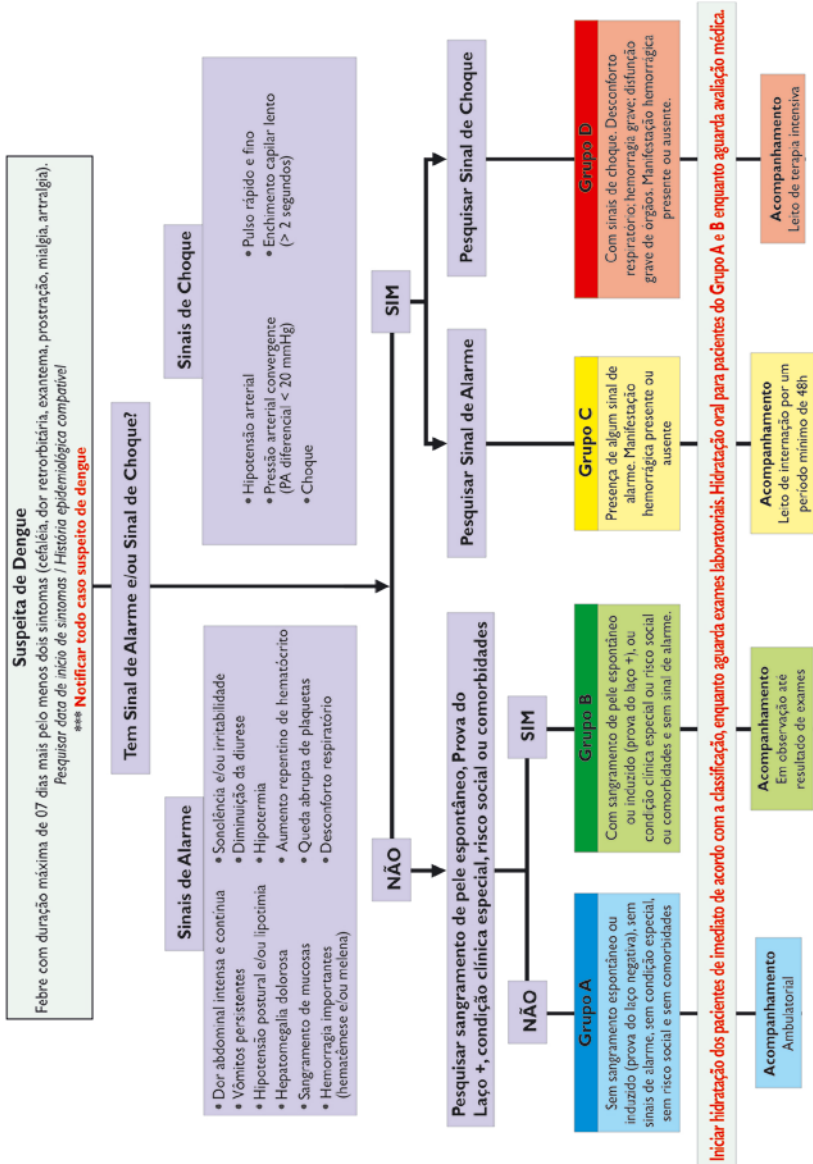 Suspeita de Dengue
Febre com duração máxima de 07 dias mais pelo menos dois sintomas (cefaléia, dor retrorbitária, exantema, prostração, mialgia, artralgia).
Pesquisar data de início de sintomas / História epidemiológica compatível
*** Notificar todo caso suspeito de dengue
Tem Sinal de Alarme e/ou Sinal de Choque?
Sinais de Alarme
• Dor abdominal intensa e contínua
• Vômitos persistentes
• Hipotensão postural e/ou lipotimia
• Hepatomegalia dolorosa
• Sangramento de mucosas
• Hemorragia importantes
(hematêmese e/ou melena)
• Sonolência e/ou irritabilidade
• Diminuição da diurese
• Hipotermia
• Aumento repentino de hematócrito
• Queda abrupta de plaquetas
• Desconforto respiratório
Sinais de Choque
• Hipotensão arterial
• Pressão arterial convergente
(PA diferencial < 20 mmHg)
• Choque
• Pulso rápido e fino
• Enchimento capilar lento
(> 2 segundos)
NÃO
SIM
Pesquisar sangramento de pele espontâneo, Prova do
Laço +, condição clínica especial, risco social ou comorbidades
Pesquisar Sinal de Alarme
Pesquisar Sinal de Choque
NÃO
SIM
Grupo A
Sem sangramento espontâneo ou
induzido (prova do laço negativa), sem
sinais de alarme, sem condição especial,
sem risco social e sem comorbidades
Grupo B
Com sangramento de pele espontâneo
ou induzido (prova do laço +), ou
condição clínica especial ou risco social
ou comorbidades e sem sinal de alarme.
Grupo C
Presença de algum sinal de
alarme. Manifestação
hemorrágica presente ou
ausente
Grupo D
Com sinais de choque. Desconforto
respiratório; hemorragia grave; disfunção
grave de órgãos. Manifestação hemorrágica
presente ou ausente.
Iniciar hidratação dos pacientes de imediato de acordo com a classificação, enquanto aguarda exames laboratoriais. Hidratação oral para pacientes do Grupo A e B enquanto aguarda avaliação médica.
Acompanhamento
Ambulatorial
Acompanhamento
Em observação até
resultado de exames
Acompanhamento
Leito de internação por um
período mínimo de 48h
Acompanhamento
Leito de terapia intensiva